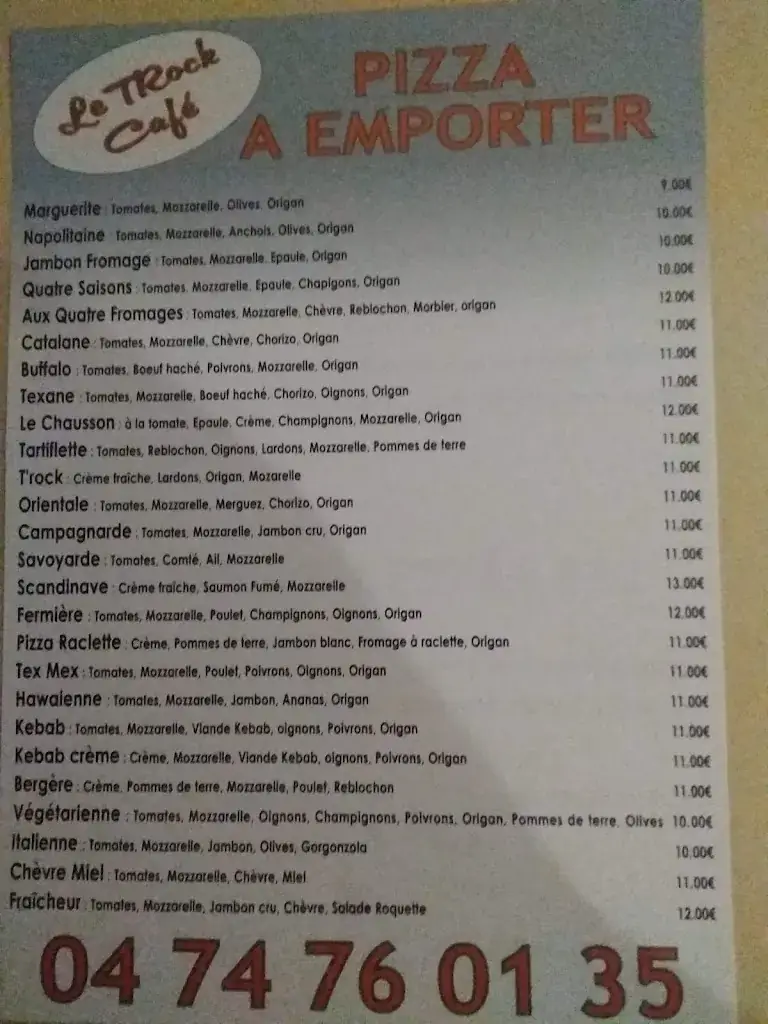 Le TRock
Café
PIZZA
A EMPORTER
Marguerite : Tomates, Mozzarelle, Olives, Origan 9.00€
Napolitaine : Tomates, Mozzarelle, Anchois, Olives, Origan 10.00€
Jambon Fromage : Tomates, Mozzarelle, Epaule, Origan 10.00€
Quatre Saisons : Tomates, Mozzarelle, Epaule, Chapigons, Origan 10.00€
Aux Quatre Fromages : Tomates, Mozzarelle, Chèvre, Reblochon, Morbier, origan 12.00€
Catalane : Tomates, Mozzarelle, Chèvre, Chorizo, Origan 11.00€
Buffalo : Tomates, Boeuf haché, Poivrons, Mozzarelle, Origan 11.00€
Texane : Tomates, Mozzarelle, Boeuf haché, Chorizo, Oignons, Origan 11.00€
Le Chausson : à la tomate, Epaule, Crème, Champignons, Mozzarelle, Origan 12.00€
Tartiflette : Tomates, Reblochon, Oignons, Lardons, Mozzarelle, Pommes de terre 11.00€
T'rock : Crème fraîche, Lardons, Origan, Mozarelle 11.00€
Orientale : Tomates, Mozzarelle, Merguez, Chorizo, Origan 11.00€
Campagnarde : Tomates, Mozzarelle, Jambon cru, Origan 11.00€
Savoyarde : Tomates, Comté, Ail, Mozzarelle 11.00€
Scandinave : Crème fraîche, Saumon Fumé, Mozzarelle 13.00€
Fermière : Tomates, Mozzarelle, Poulet, Champignons, Oignons, Origan 12.00€
Pizza Raclette : Crème, Pommes de terre, Jambon blanc, Fromage à raclette, Origan 11.00€
Tex Mex : Tomates, Mozzarelle, Poulet, Poivrons, Oignons, Origan 11.00€
Hawaienne : Tomates, Mozzarelle, Jambon, Ananas, Origan 11.00€
Kebab : Tomates, Mozzarelle, Viande Kebab, oignons, Poivrons, Origan 11.00€
Kebab crème : Crème, Mozzarelle, Viande Kebab, oignons, Poivrons, Origan 11.00€
Bergère : Crème, Pommes de terre, Mozzarelle, Poulet, Reblochon 11.00€
Végétarienne : Tomates, Mozzarelle, Oignons, Champignons, Poivrons, Origan, Pommes de terre, Olives 10.00€
Italienne : Tomates, Mozzarelle, Jambon, Olives, Gorgonzola 10.00€
Chèvre Miel : Tomates, Mozzarelle, Chèvre, Miel 11.00€
Fraîcheur : Tomates, Mozzarelle, Jamban cru, Chèvre, Salade Roquette 12.00€
04 74 76 01 35